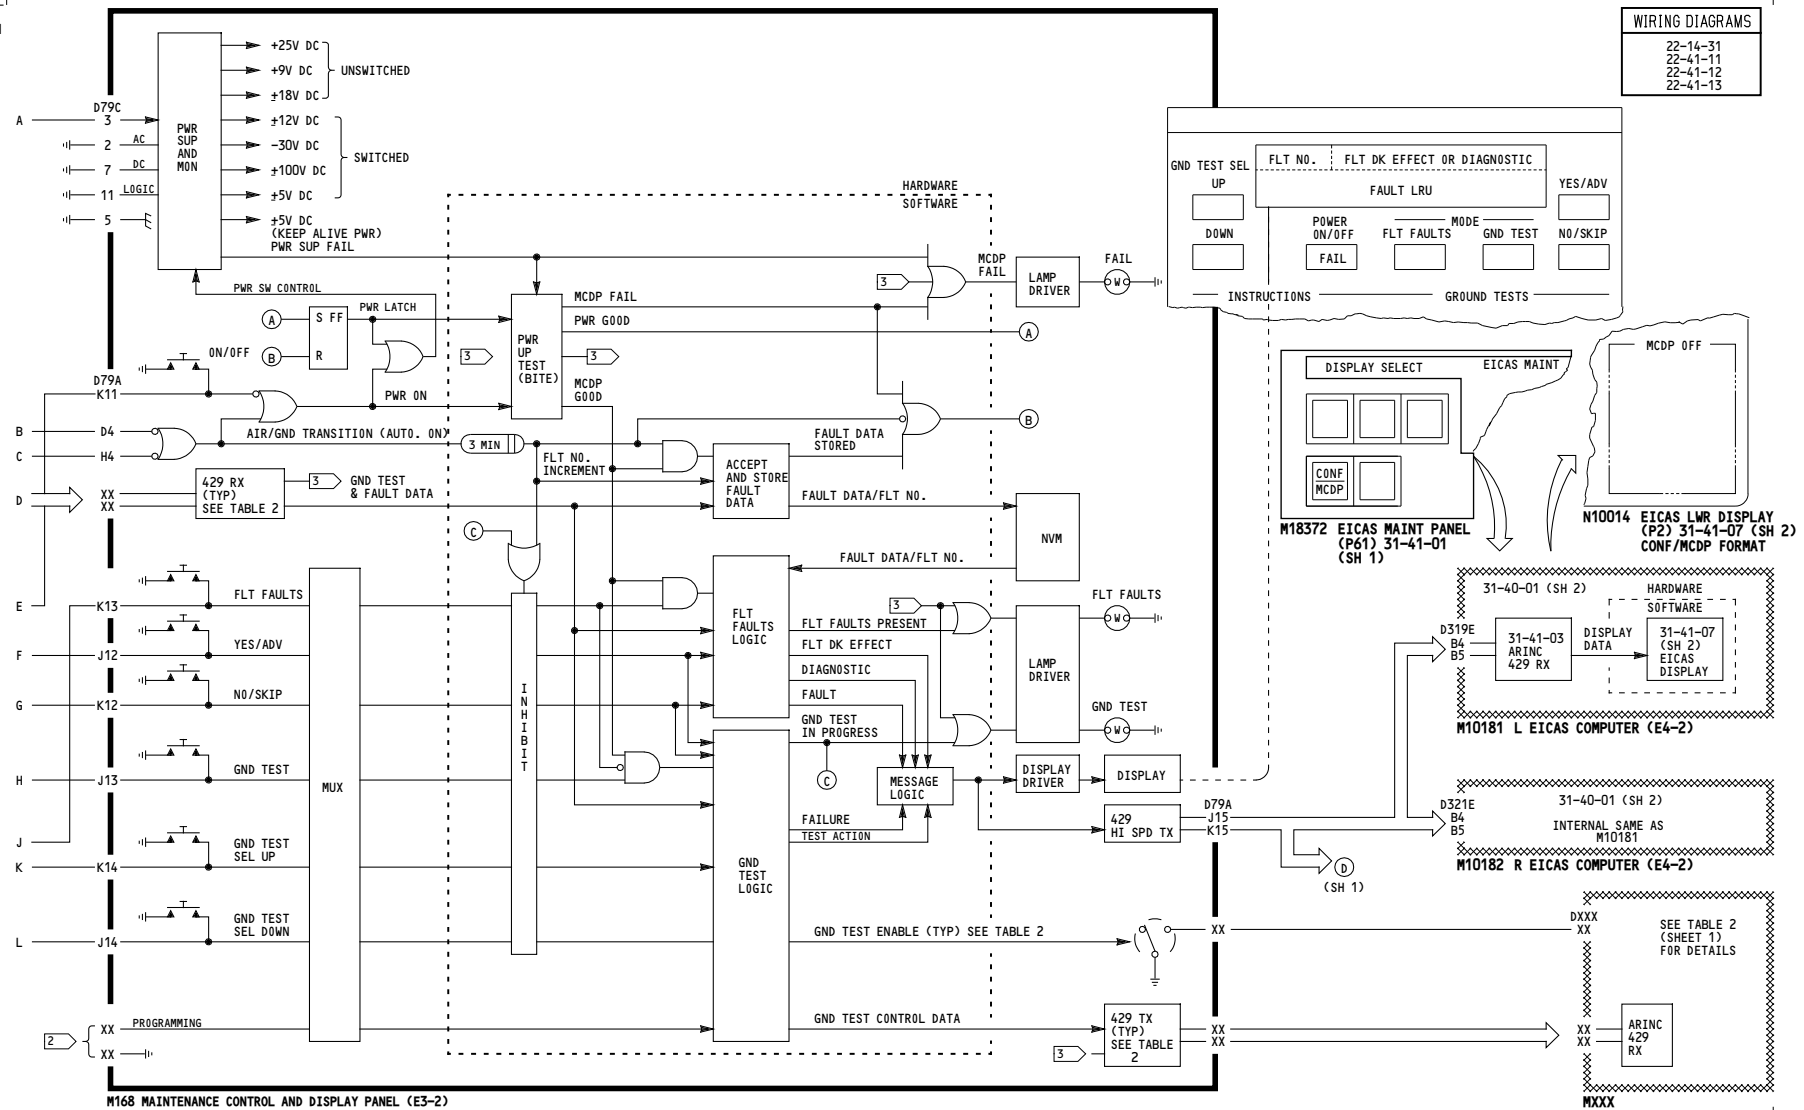 WIRING DIAGRAMS
22-14-31
22-41-11
22-41-12
22-41-13
+25V DC
+9V DC
UNSWITCHED
±18V DC
D79C
A
3
±12V DC
PWR
SUP
AND
MON
2
AC
-30V DC
SWITCHED
7
DC
±100V DC
11
LOGIC
±5V DC
5
±5V DC
(KEEP ALIVE PWR)
PWR SUP FAIL
HARDWARE
SOFTWARE
GND TEST SEL
UP
DOWN
FLT NO.
FLT DK EFFECT OR DIAGNOSTIC
FAULT LRU
YES/ADV
POWER
ON/OFF
MODE
FLT FAULTS
GND TEST
NO/SKIP
FAIL
INSTRUCTIONS
GROUND TESTS
PWR SW CONTROL
3
MCDP
FAIL
LAMP
DRIVER
FAIL
W
A
S FF
R
PWR LATCH
MCDP FAIL
PWR GOOD
A
ON/OFF
B
3
PWR
UP
TEST
(BITE)
3
MCDP
GOOD
D79A
K11
PWR ON
DISPLAY SELECT
EICAS MAINT
MCDP OFF
CONF
MCDP
B
D4
C
H4
AIR/GND TRANSITION (AUTO. ON)
3 MIN
FLT NO.
INCREMENT
FAULT DATA
STORED
B
ACCEPT
AND STORE
FAULT
DATA
D
XX
XX
429 RX
(TYP)
SEE TABLE 2
3
GND TEST
& FAULT DATA
FAULT DATA/FLT NO.
NVM
M18372 EICAS MAINT PANEL
(P61) 31-41-01
(SH 1)
N10014 EICAS LWR DISPLAY
(P2) 31-41-07 (SH 2)
CONF/MCDP FORMAT
C
FAULT DATA/FLT NO.
E
K13
FLT FAULTS
FLT
FAULTS
LOGIC
3
FLT FAULTS
W
FLT FAULTS PRESENT
FLT DK EFFECT
DIAGNOSTIC
FAULT
GND TEST
IN PROGRESS
LAMP
DRIVER
GND TEST
W
F
J12
YES/ADV
G
K12
NO/SKIP
INHIBIT
31-40-01 (SH 2)
HARDWARE
SOFTWARE
D319E
B4
B5
31-41-03
ARINC
429 RX
DISPLAY
DATA
31-41-07
(SH 2)
EICAS
DISPLAY
M10181 L EICAS COMPUTER (E4-2)
H
J13
GND TEST
MUX
C
MESSAGE
LOGIC
DISPLAY
DRIVER
DISPLAY
J
K
K14
GND TEST
SEL UP
FAILURE
TEST ACTION
429
HI SPD TX
D79A
J15
K15
D
(SH 1)
D321E
B4
B5
31-40-01 (SH 2)
INTERNAL SAME AS
M10181
M10182 R EICAS COMPUTER (E4-2)
GND
TEST
LOGIC
L
J14
GND TEST
SEL DOWN
GND TEST ENABLE (TYP) SEE TABLE 2
XX
DXXX
XX
SEE TABLE 2
(SHEET 1)
FOR DETAILS
2
XX
PROGRAMMING
XX
GND TEST CONTROL DATA
3
429 TX
(TYP)
SEE TABLE
2
XX
XX
XX
XX
ARINC
429
RX
M168 MAINTENANCE CONTROL AND DISPLAY PANEL (E3-2)
MXXX